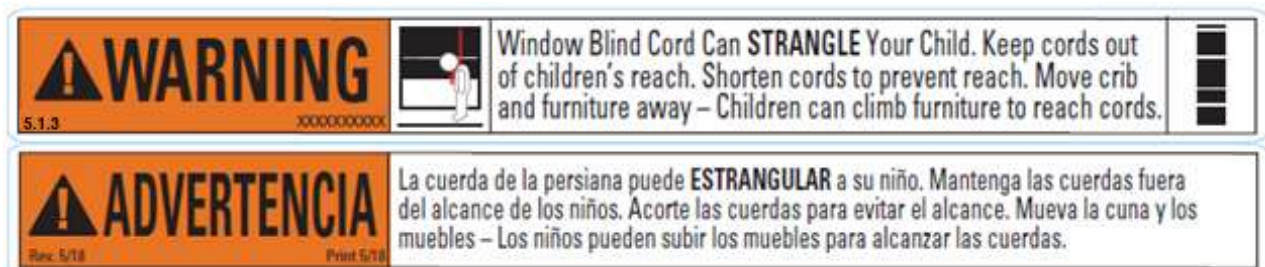 WARNING
5.1.3
XXXXXXXXXX
Window Blind Cord Can STRANGLE Your Child. Keep cords out
of children's reach. Shorten cords to prevent reach. Move crib
and furniture away – Children can climb furniture to reach cords.
ADVERTENCIA
Rev. 5/18
Print 5/18
La cuerda de la persiana puede ESTRANGULAR a su niño. Mantenga las cuerdas fuera
del alcance de los niños. Acorte las cuerdas para evitar el alcance. Mueva la cuna y los
muebles – Los niños pueden subir los muebles para alcanzar las cuerdas.